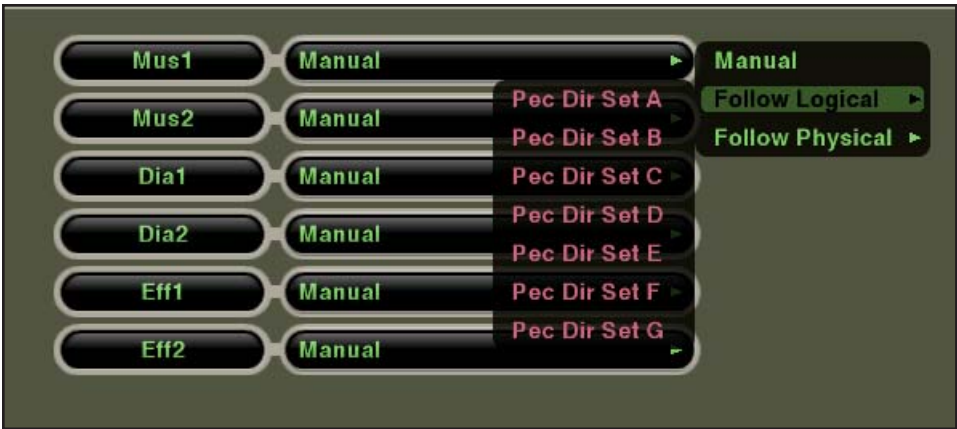 Mus1 Manual Manual
Pec Dir Set A Follow Logical
Mus2 Manual Pec Dir Set B Follow Physical
Dia1 Manual Pec Dir Set C
Pec Dir Set D
Dia2 Manual
Pec Dir Set E
Eff1 Manual Pec Dir Set F
Pec Dir Set G
Eff2 Manual